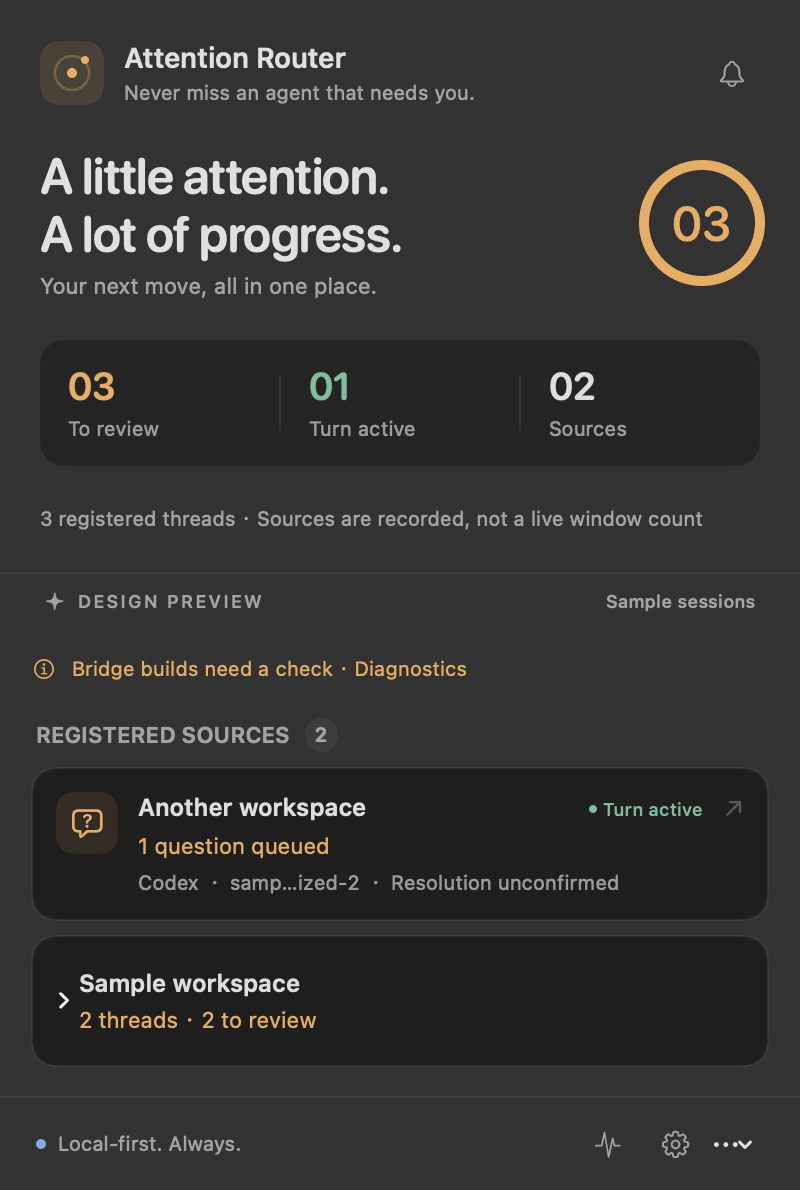 Attention Router
Never miss an agent that needs you.
A little attention.
A lot of progress.
Your next move, all in one place.
03
03
To review
01
Turn active
02
Sources
3 registered threads · Sources are recorded, not a live window count
DESIGN PREVIEW
Sample sessions
Bridge builds need a check · Diagnostics
REGISTERED SOURCES 2
Another workspace
Turn active
1 question queued
Codex · samp...ized-2 · Resolution unconfirmed
Sample workspace
2 threads · 2 to review
Local-first. Always.